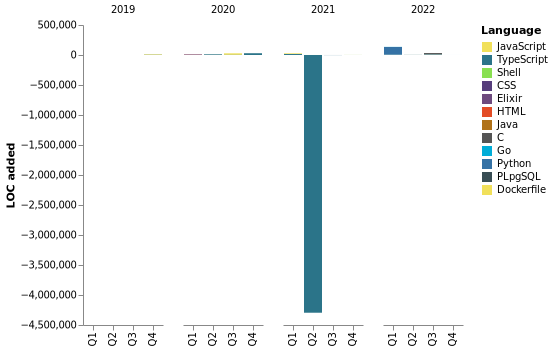 2019 2020 2021 2022
500,000
0
−500,000
−1,000,000
−1,500,000
−2,000,000
−2,500,000
−3,000,000
−3,500,000
−4,000,000
−4,500,000
LOC added
Q1 Q2 Q3 Q4 Q1 Q2 Q3 Q4 Q1 Q2 Q3 Q4 Q1 Q2 Q3 Q4
Language
JavaScript
TypeScript
Shell
CSS
Elixir
HTML
Java
C
Go
Python
PLpgSQL
Dockerfile